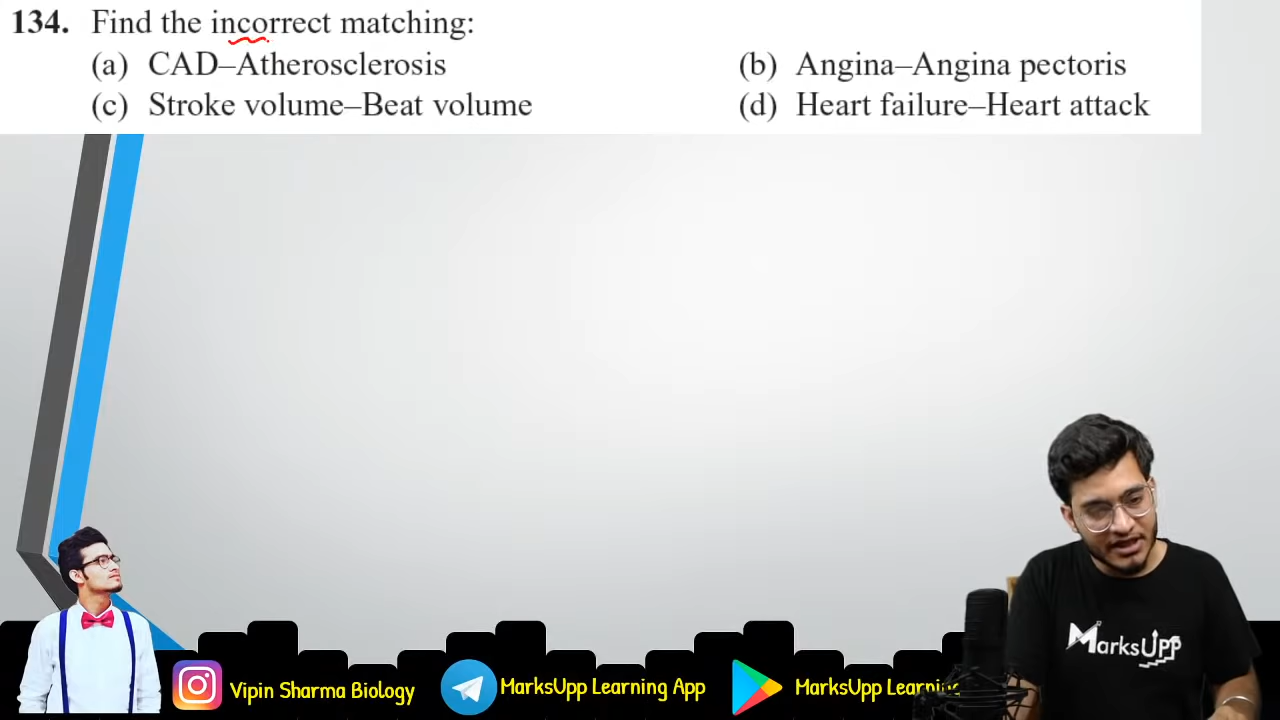 134. Find the incorrect matching:
(a) CAD–Atherosclerosis
(b) Angina–Angina pectoris
(c) Stroke volume–Beat volume
(d) Heart failure–Heart attack
MarksUPP
Vipin Sharma Biology
MarksUpp Learning App
MarksUpp Learning